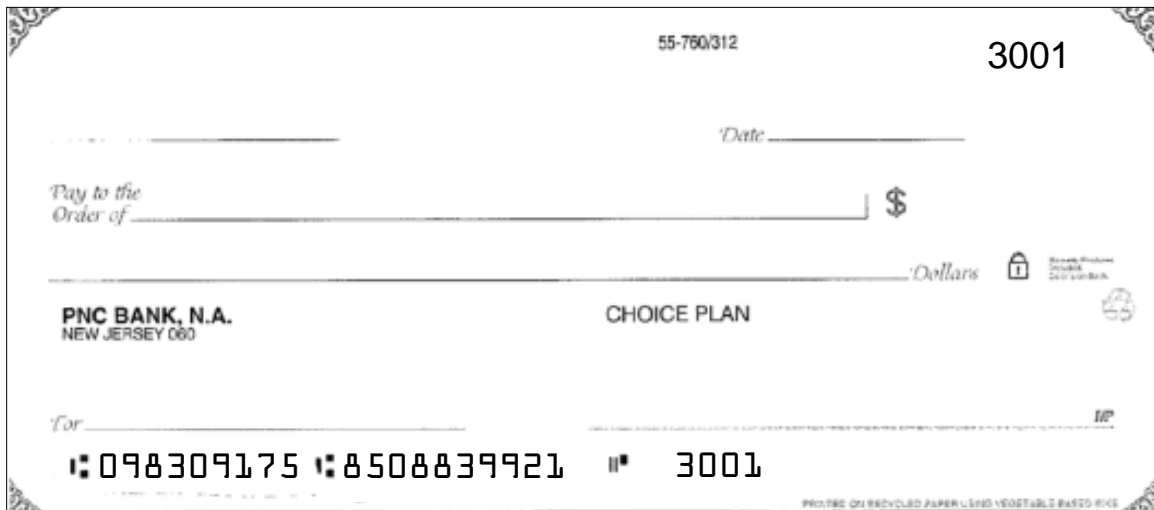 55-760/312
3001
Date
Pay to the
Order of
$
Dollars
PNC BANK, N.A.
CHOICE PLAN
NEW JERSEY 060
For
MP
⑆098309175 ⑆8508839921 ⑈ 3001
PRINTED ON RECYCLED PAPER USING VEGETABLE-BASED INKS